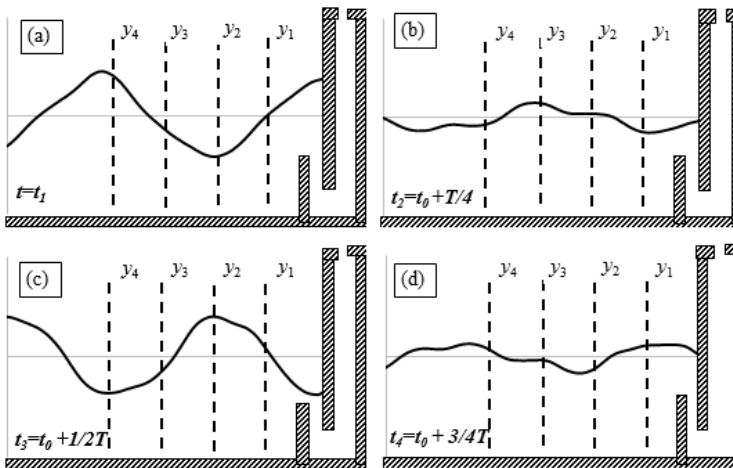 (a) y4 y3 y2 y1
t=t1
(b) y4 y3 y2 y1
t2=t0+T/4
(c) y4 y3 y2 y1
t3=t0+1/2T
(d) y4 y3 y2 y1
t4=t0+3/4T